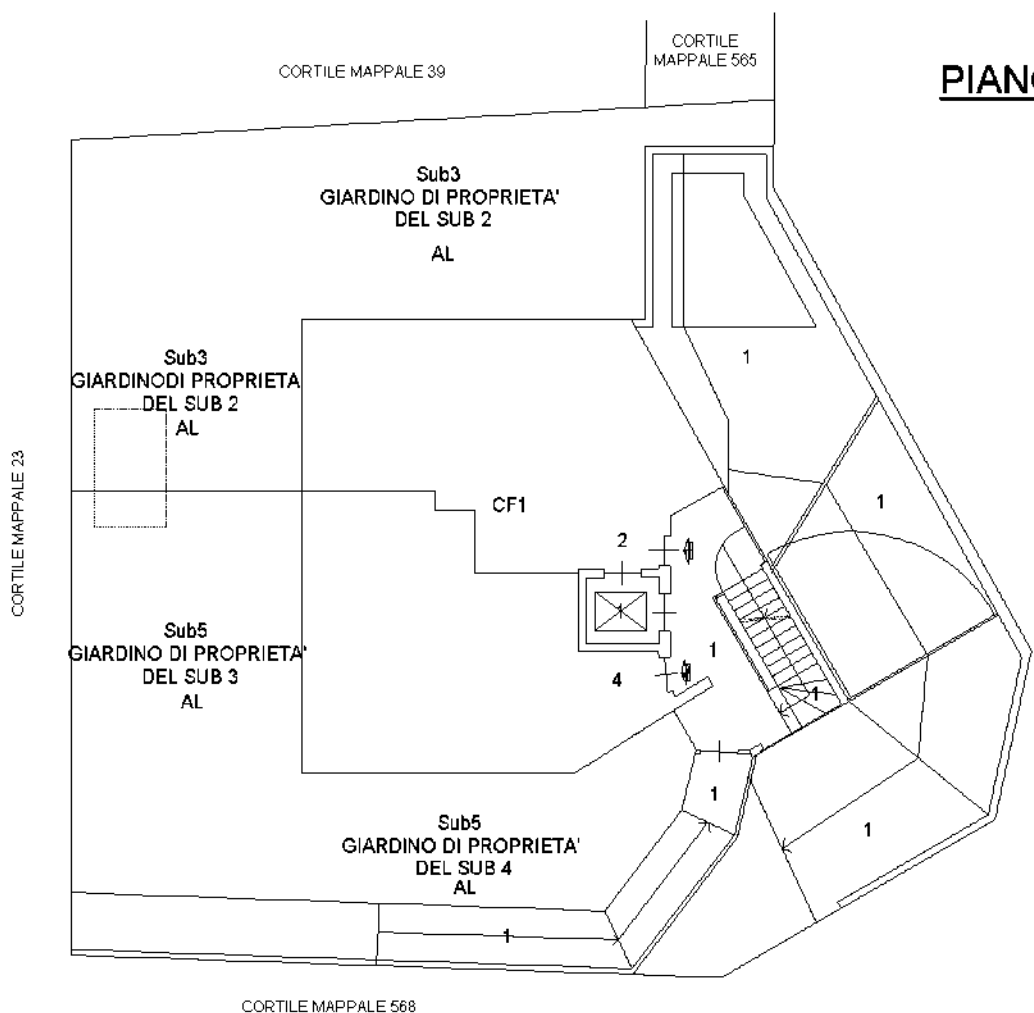 CORTILE
MAPPALE 565
CORTILE MAPPALE 39
PIANO
Sub3
GIARDINO DI PROPRIETA'
DEL SUB 2
AL
1
Sub3
GIARDINODI PROPRIETA
DEL SUB 2
AL
CORTILE MAPPALE 23
CF1
1
2
1
Sub5
GIARDINO DI PROPRIETA'
DEL SUB 3
AL
1
4
1
1
Sub5
GIARDINO DI PROPRIETA'
DEL SUB 4
AL
1
1
CORTILE MAPPALE 568